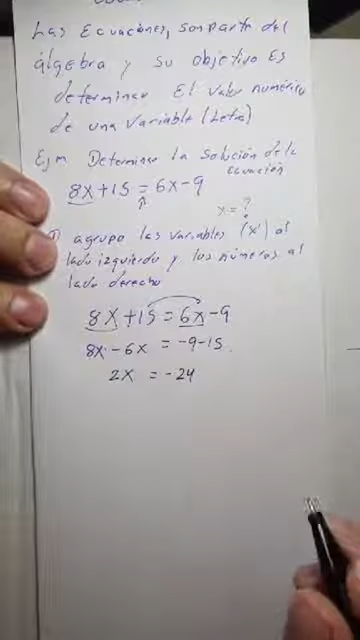 Las Ecuaciones, son parte del
álgebra y su objetivo Es
determinar El valor numérico
de una variable (Letra)
Ejm Determinar la solución de la
Ecuación
8X+15=6X-9
x=?
agrupo las variables (x) al
lado izquierdo y los números al
lado derecho
8X+15=6X-9
8X-6X=-9-15
2X=-24